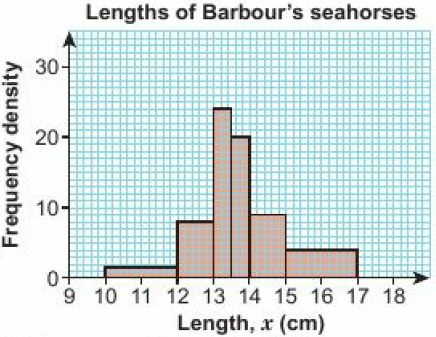 Lengths of Barbour's seahorses
Frequency density
30
20
10
0
9 10 11 12 13 14 15 16 17 18
Length, x (cm)